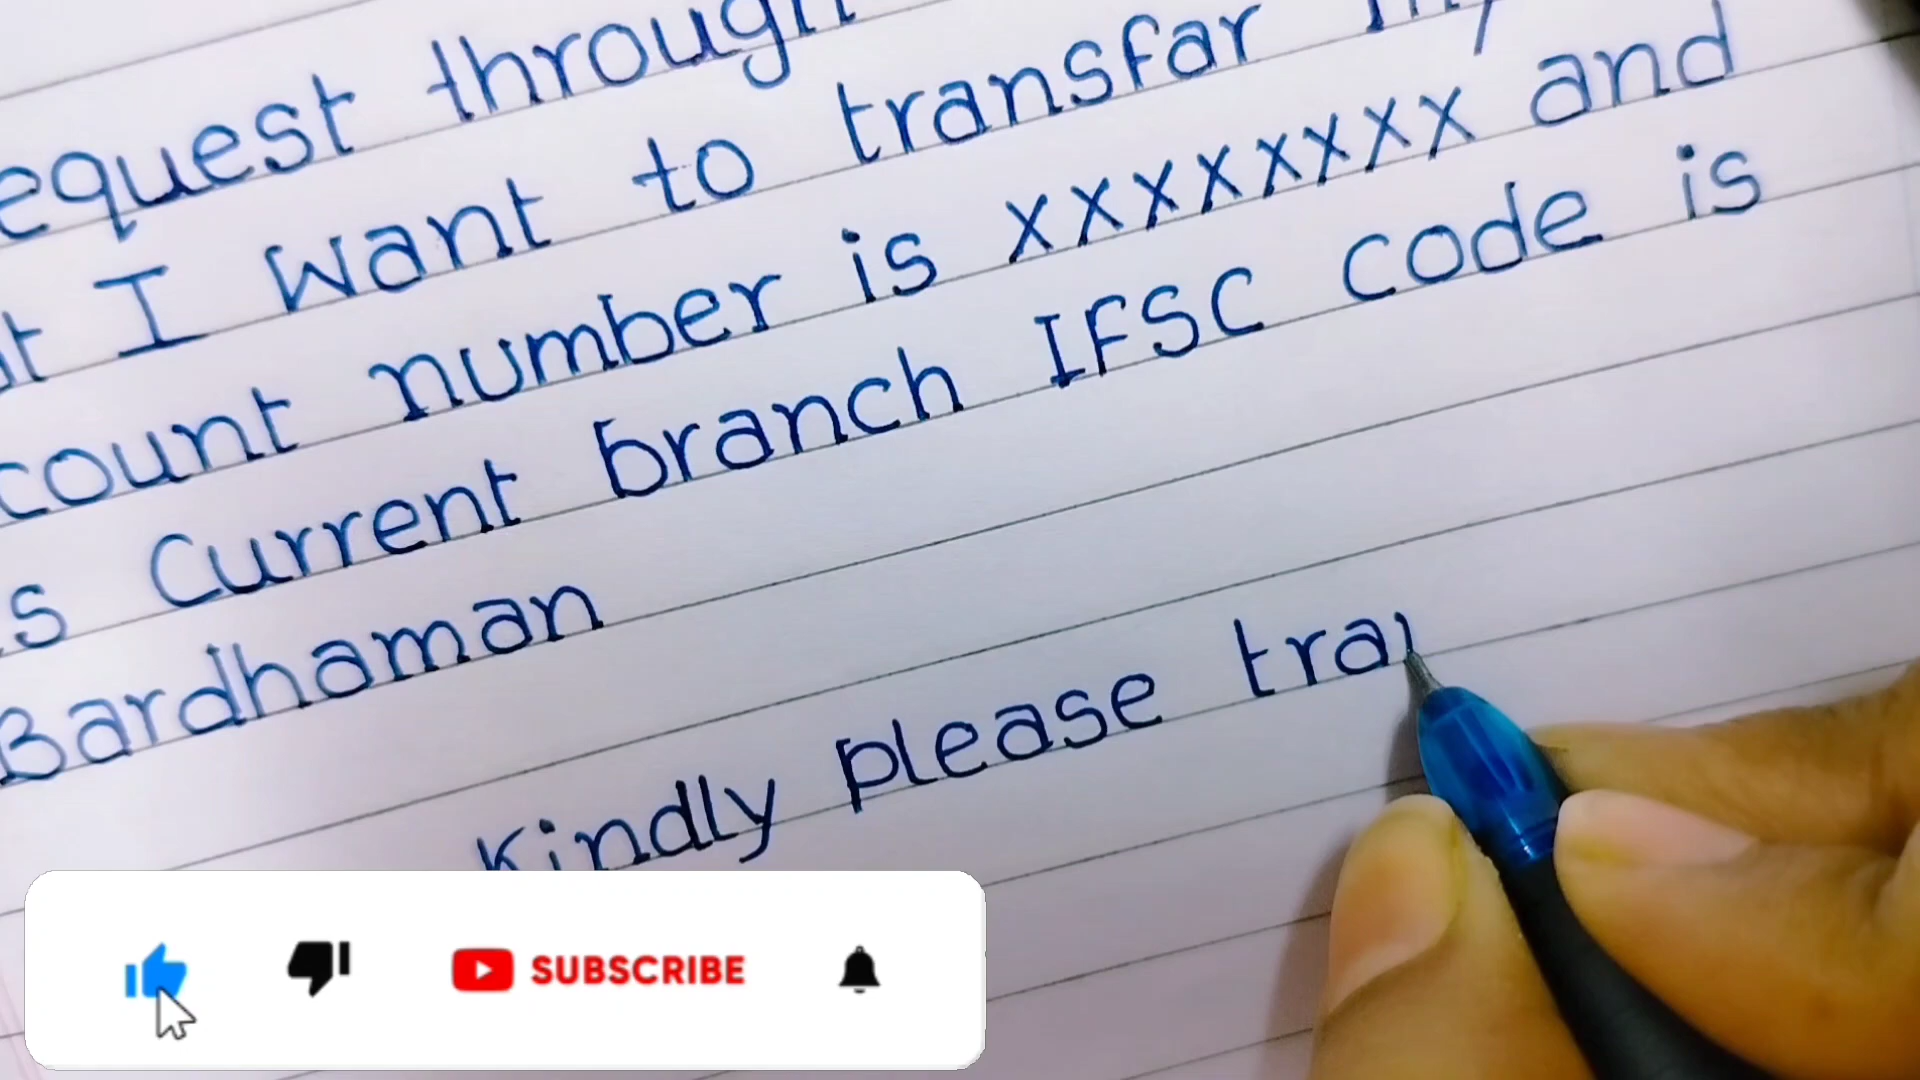 equest through
t I want to transfar my
count number is xxxxxxxx and
s current branch IFSC code is
Bardhaman
Kindly please tra
SUBSCRIBE